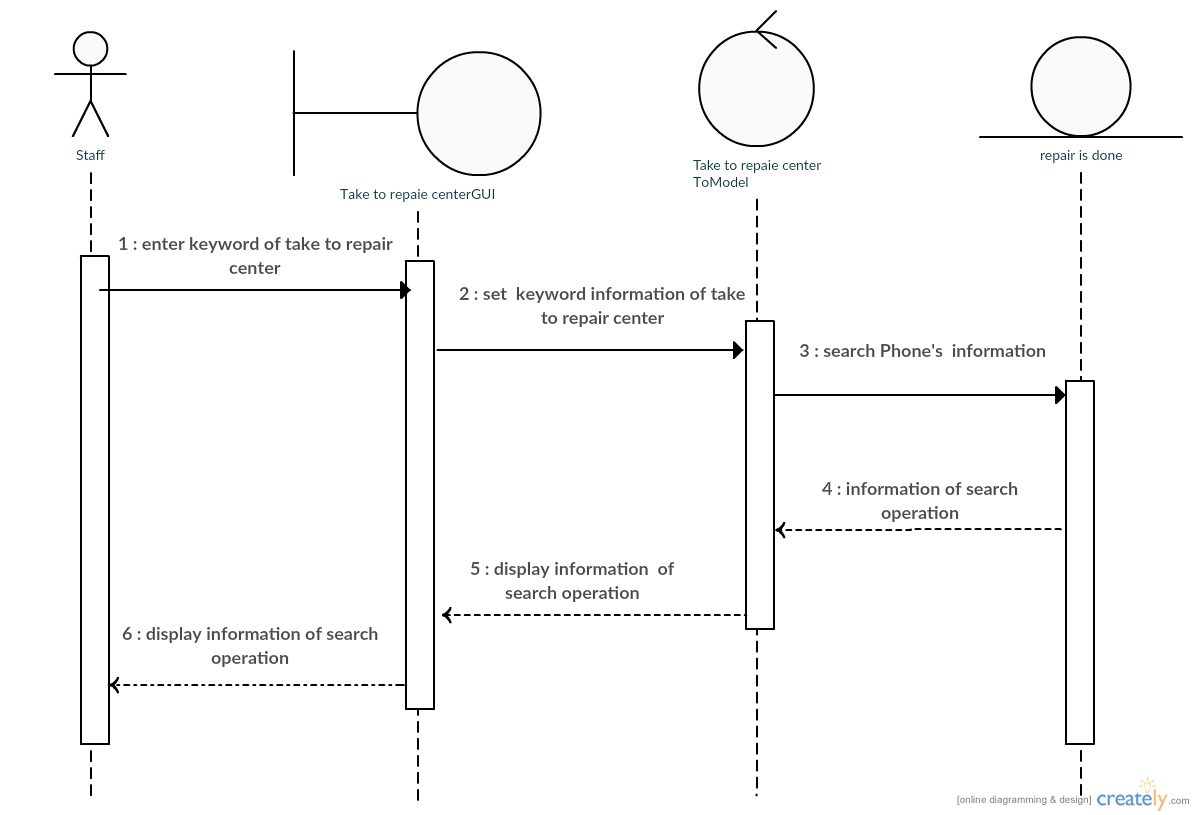 Staff
Take to repaie centerGUI
Take to repaie center
ToModel
repair is done
1 : enter keyword of take to repair
center
2 : set  keyword information of take
to repair center
3 : search Phone's  information
4 : information of search
operation
5 : display information  of
search operation
6 : display information of search
operation
[online diagramming & design] creately.com